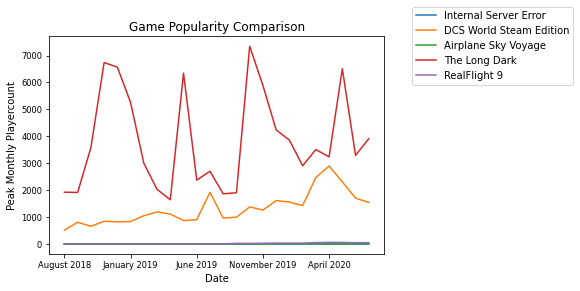 Game Popularity Comparison
Internal Server Error
DCS World Steam Edition
Airplane Sky Voyage
The Long Dark
RealFlight 9
Peak Monthly Playercount
7000
6000
5000
4000
3000
2000
1000
0
August 2018 January 2019 June 2019 November 2019 April 2020
Date